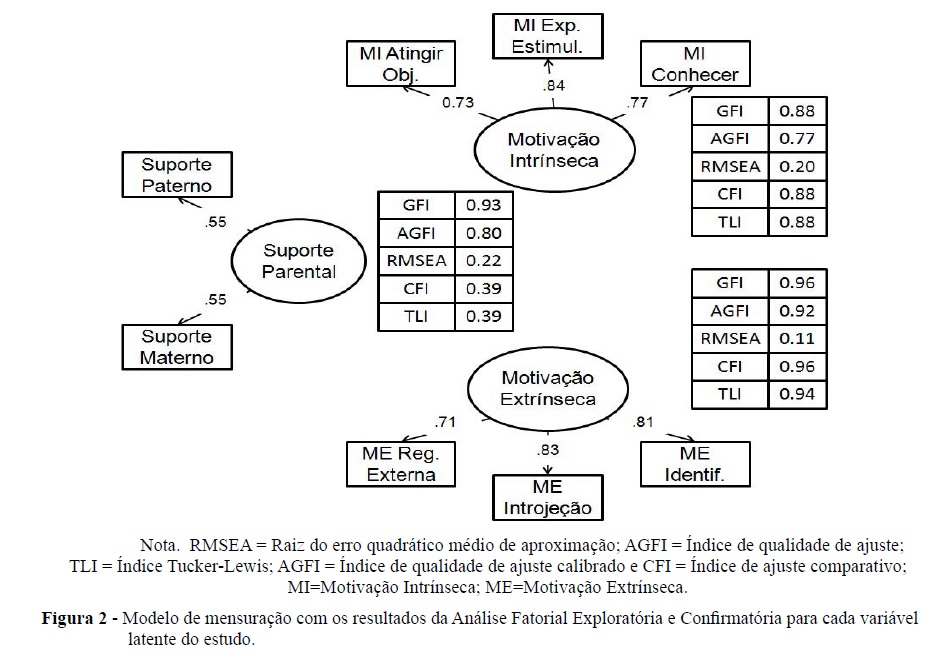 MI Exp.
Estimul.
MI Atingir
Obj.
MI
Conhecer
0.73
.84
.77
Motivação
Intrínseca
GFI 0.88
AGFI 0.77
RMSEA 0.20
CFI 0.88
TLI 0.88
Suporte
Paterno
.55
Suporte
Parental
.55
Suporte
Materno
GFI 0.93
AGFI 0.80
RMSEA 0.22
CFI 0.39
TLI 0.39
GFI 0.96
AGFI 0.92
RMSEA 0.11
CFI 0.96
TLI 0.94
Motivação
Extrínseca
.71
.83
.81
ME Reg.
Externa
ME
Introjeção
ME
Identif.
Nota. RMSEA = Raiz do erro quadrático médio de aproximação; AGFI = Índice de qualidade de ajuste;
TLI = Índice Tucker-Lewis; AGFI = Índice de qualidade de ajuste calibrado e CFI = Índice de ajuste comparativo;
MI=Motivação Intrínseca; ME=Motivação Extrínseca.
Figura 2 - Modelo de mensuração com os resultados da Análise Fatorial Exploratória e Confirmatória para cada variável
latente do estudo.